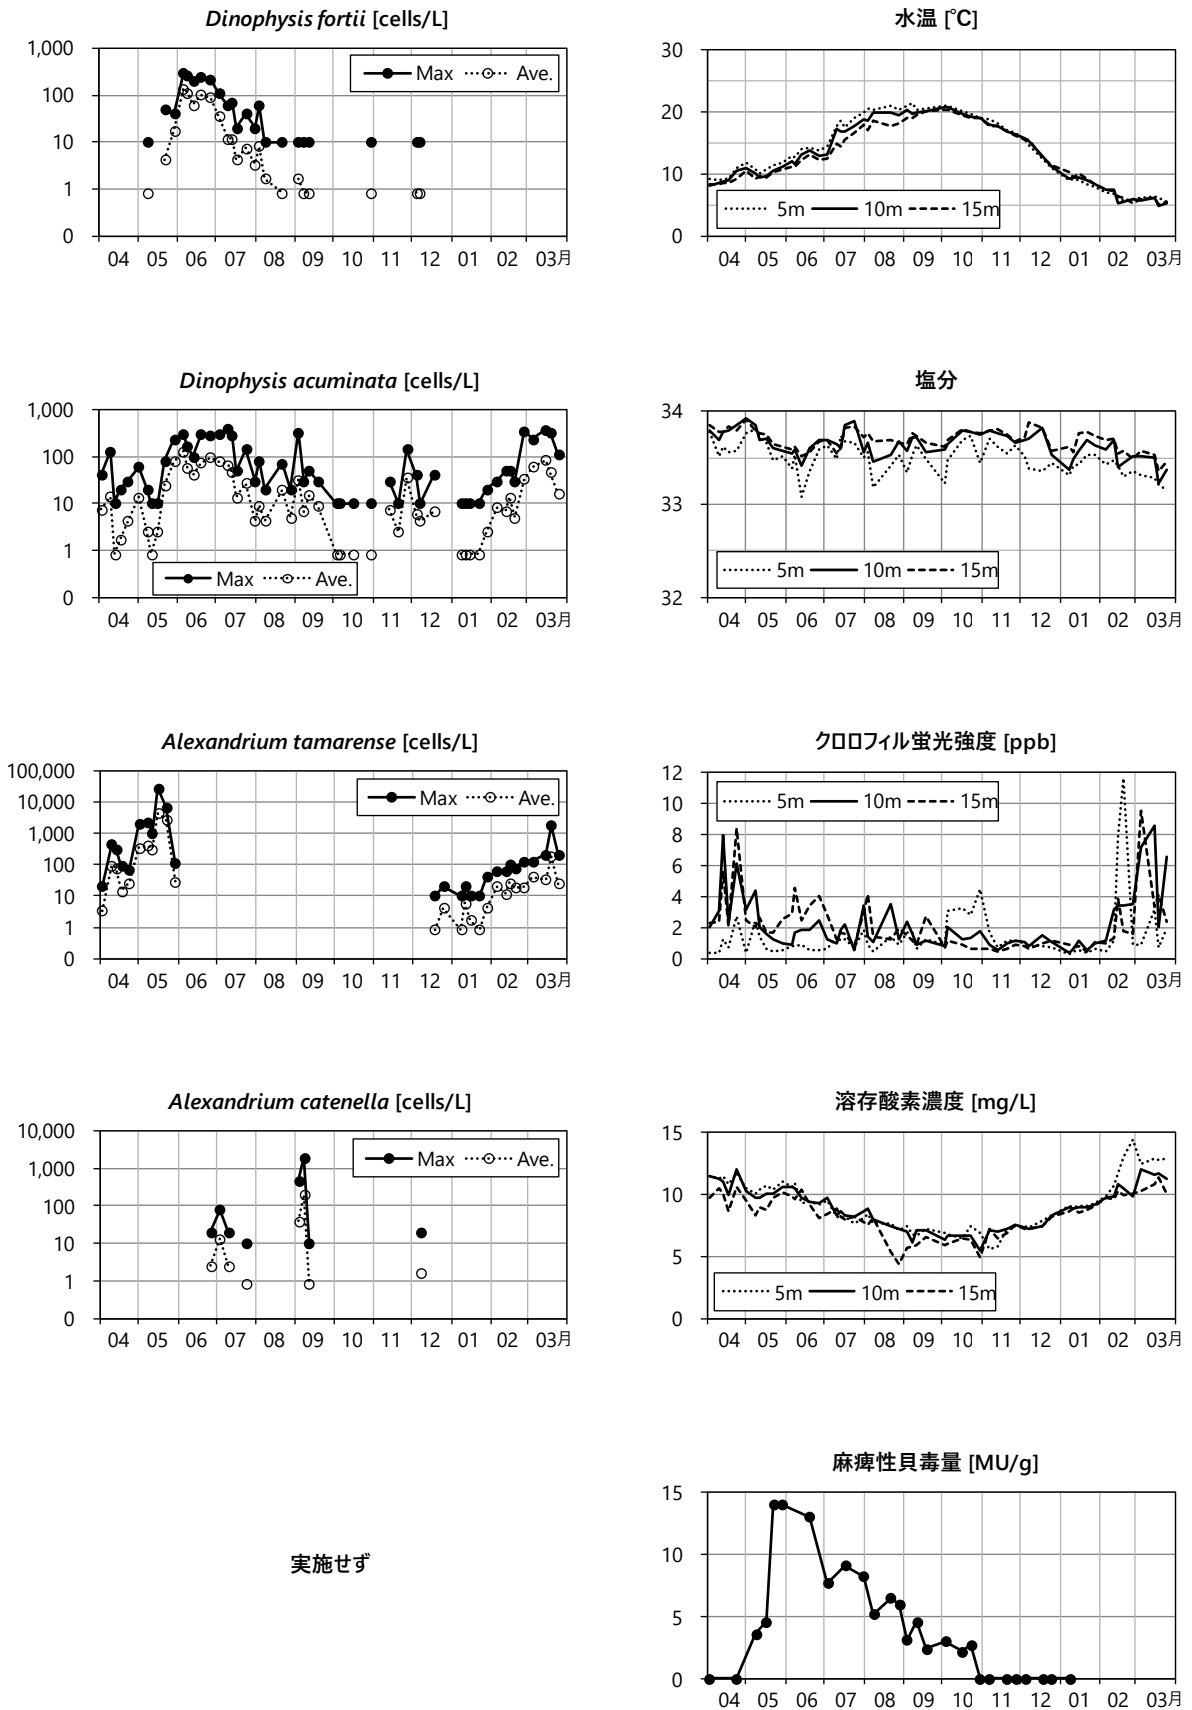 Dinophysis fortii [cells/L]
1,000
100
10
1
0
Max Ave.
04 05 06 07 08 09 10 11 12 01 02 03月
水温 [℃]
30
20
10
0
5m 10m 15m
04 05 06 07 08 09 10 11 12 01 02 03月
Dinophysis acuminata [cells/L]
1,000
100
10
1
0
Max Ave.
04 05 06 07 08 09 10 11 12 01 02 03月
塩分
34
33
32
5m 10m 15m
04 05 06 07 08 09 10 11 12 01 02 03月
Alexandrium tamarense [cells/L]
100,000
10,000
1,000
100
10
1
0
Max Ave.
04 05 06 07 08 09 10 11 12 01 02 03月
クロロフィル蛍光強度 [ppb]
12
10
8
6
4
2
0
5m 10m 15m
04 05 06 07 08 09 10 11 12 01 02 03月
Alexandrium catenella [cells/L]
10,000
1,000
100
10
1
0
Max Ave.
04 05 06 07 08 09 10 11 12 01 02 03月
溶存酸素濃度 [mg/L]
15
10
5
0
5m 10m 15m
04 05 06 07 08 09 10 11 12 01 02 03月
実施せず
麻痺性貝毒量 [MU/g]
15
10
5
0
04 05 06 07 08 09 10 11 12 01 02 03月